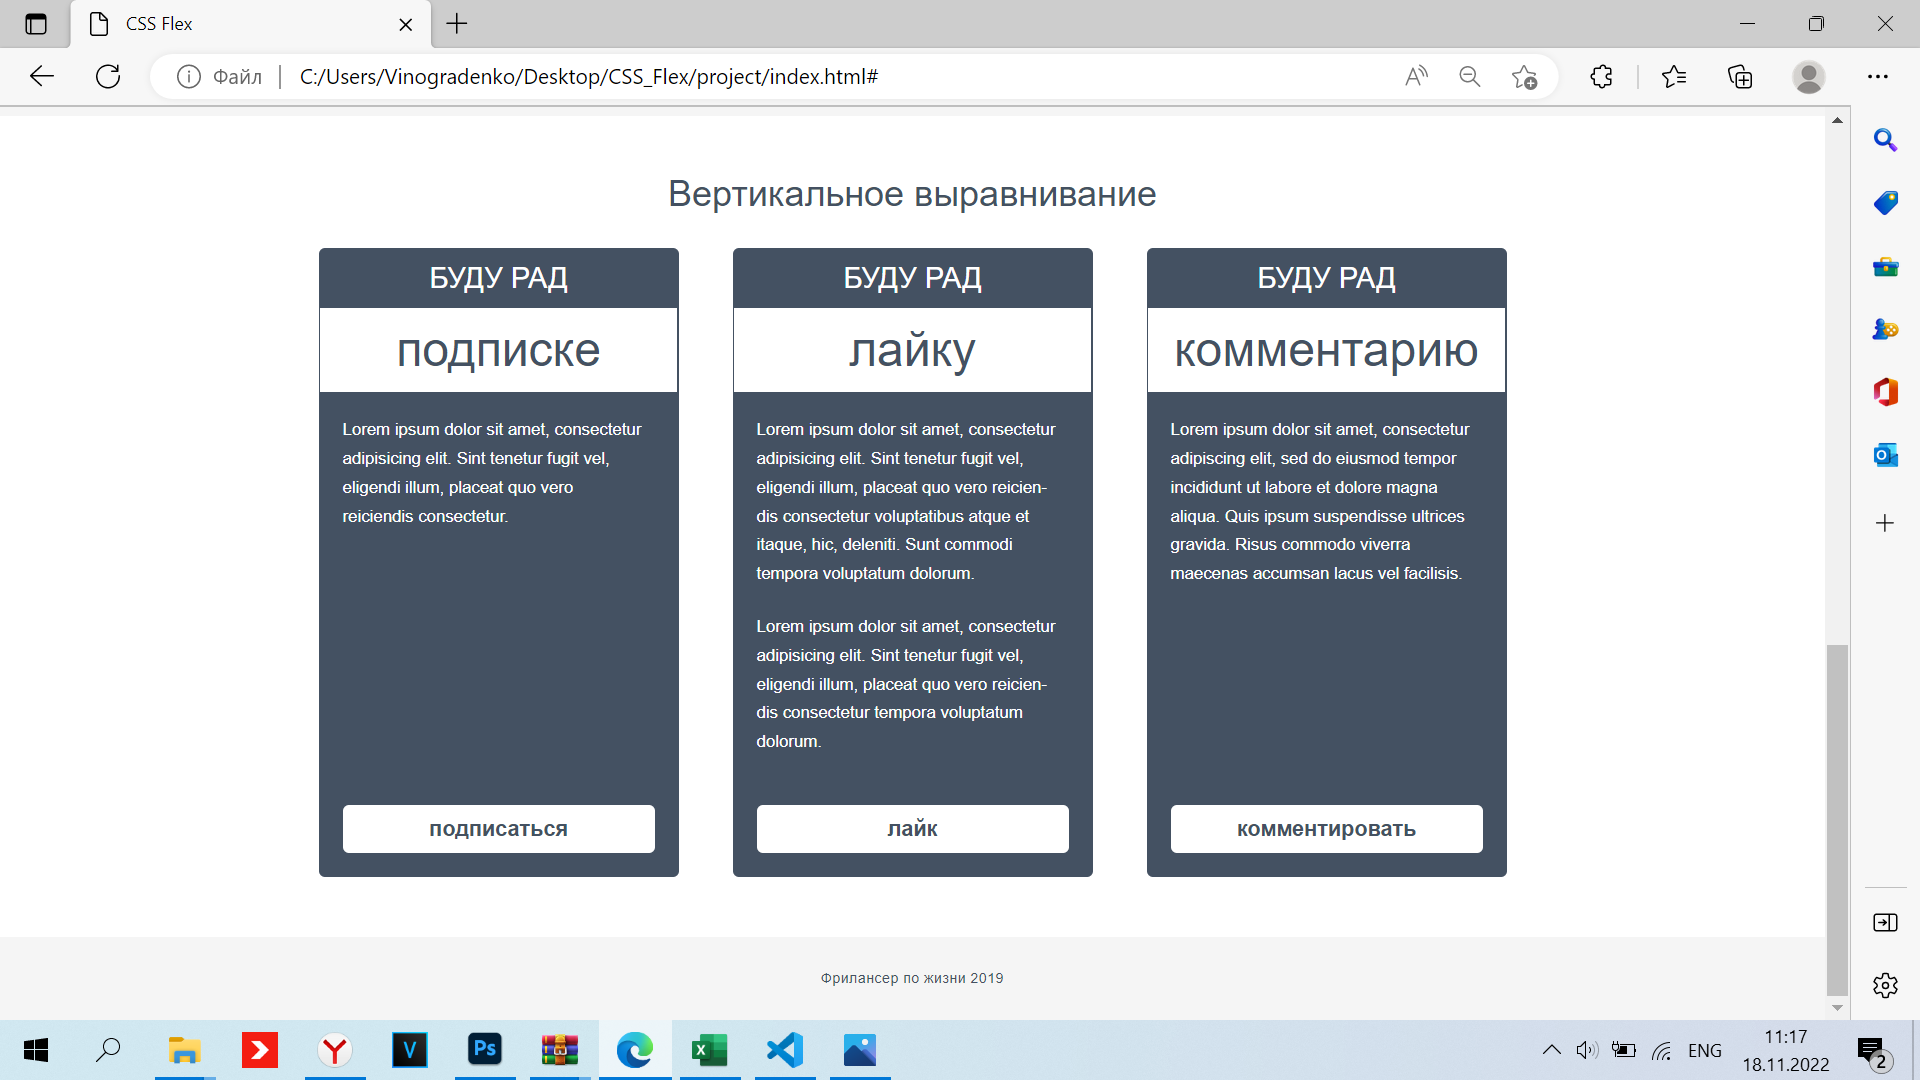 CSS Flex
Файл
C:/Users/Vinogradenko/Desktop/CSS_Flex/project/index.html#
Вертикальное выравнивание
БУДУ РАД
подписке
Lorem ipsum dolor sit amet, consectetur
adipisicing elit. Sint tenetur fugit vel,
eligendi illum, placeat quo vero
reiciendis consectetur.
подписаться
БУДУ РАД
лайку
Lorem ipsum dolor sit amet, consectetur
adipisicing elit. Sint tenetur fugit vel,
eligendi illum, placeat quo vero reicien-
dis consectetur voluptatibus atque et
itaque, hic, deleniti. Sunt commodi
tempora voluptatum dolorum.
Lorem ipsum dolor sit amet, consectetur
adipisicing elit. Sint tenetur fugit vel,
eligendi illum, placeat quo vero reicien-
dis consectetur tempora voluptatum
dolorum.
лайк
БУДУ РАД
комментарию
Lorem ipsum dolor sit amet, consectetur
adipiscing elit, sed do eiusmod tempor
incididunt ut labore et dolore magna
aliqua. Quis ipsum suspendisse ultrices
gravida. Risus commodo viverra
maecenas accumsan lacus vel facilisis.
комментировать
Фрилансер по жизни 2019
V
Ps
ENG
11:17
18.11.2022
2